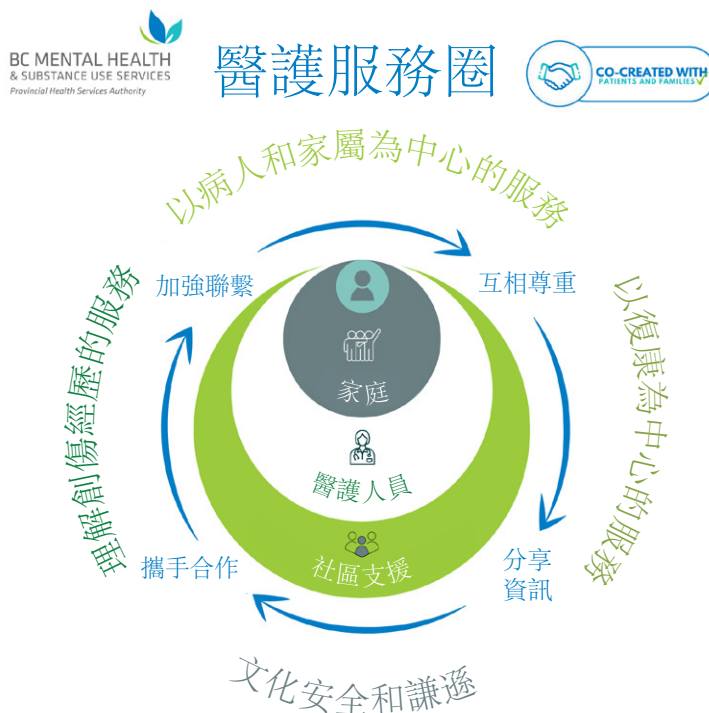 BC MENTAL HEALTH
& SUBSTANCE USE SERVICES
Provincial Health Services Authority
醫護服務圈
CO-CREATED WITH
PATIENTS AND FAMILIES
以病人和家屬為中心的服務
理解創傷經歷的服務
加強聯繫
互相尊重
以復康為中心的服務
家庭
醫護人員
社區支援
攜手合作
分享
資訊
文化安全和謙遜